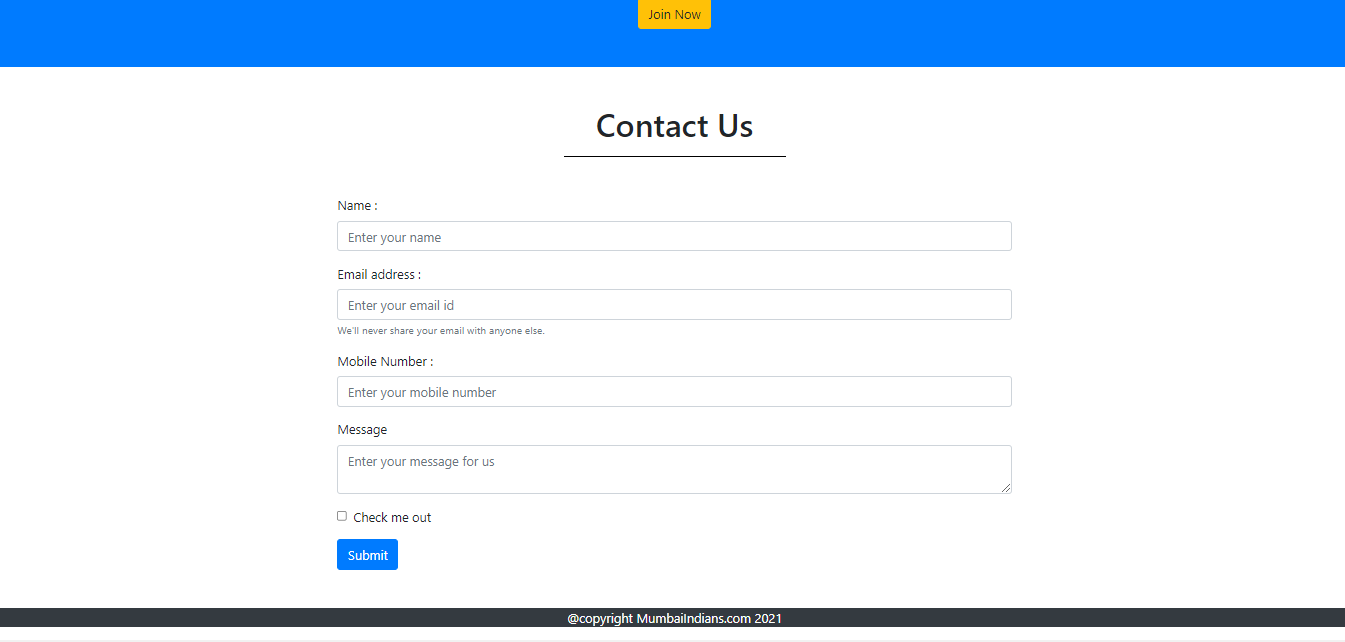 Join Now
Contact Us
Name :
Enter your name
Email address :
Enter your email id
We'll never share your email with anyone else.
Mobile Number :
Enter your mobile number
Message
Enter your message for us
Check me out
Submit
@copyright MumbaiIndians.com 2021